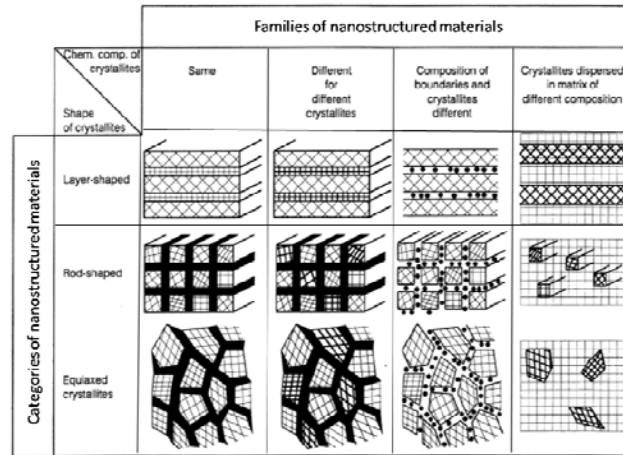 Families of nanostructured materials
Chem. comp. of
crystallites
Shape
of crystallites
Same
Different
for
different
crystallites
Composition of
boundaries and
crystallites
different
Crystallites dispersed
in matrix of
different composition
Categories of nanostructured materials
Layer-shaped
Rod-shaped
Equiaxed
crystallites